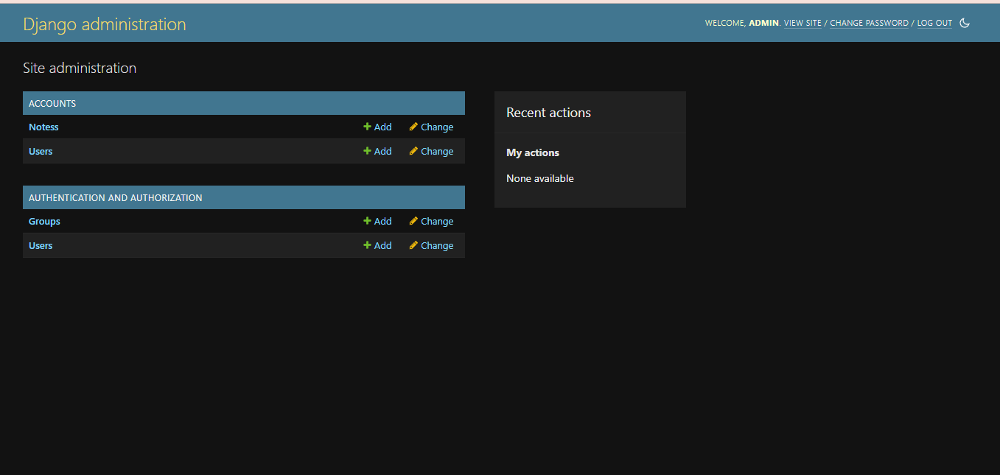 Django administration
WELCOME, ADMIN. VIEW SITE / CHANGE PASSWORD / LOG OUT
Site administration
ACCOUNTS
Notess Add Change
Users Add Change
AUTHENTICATION AND AUTHORIZATION
Groups Add Change
Users Add Change
Recent actions
My actions
None available